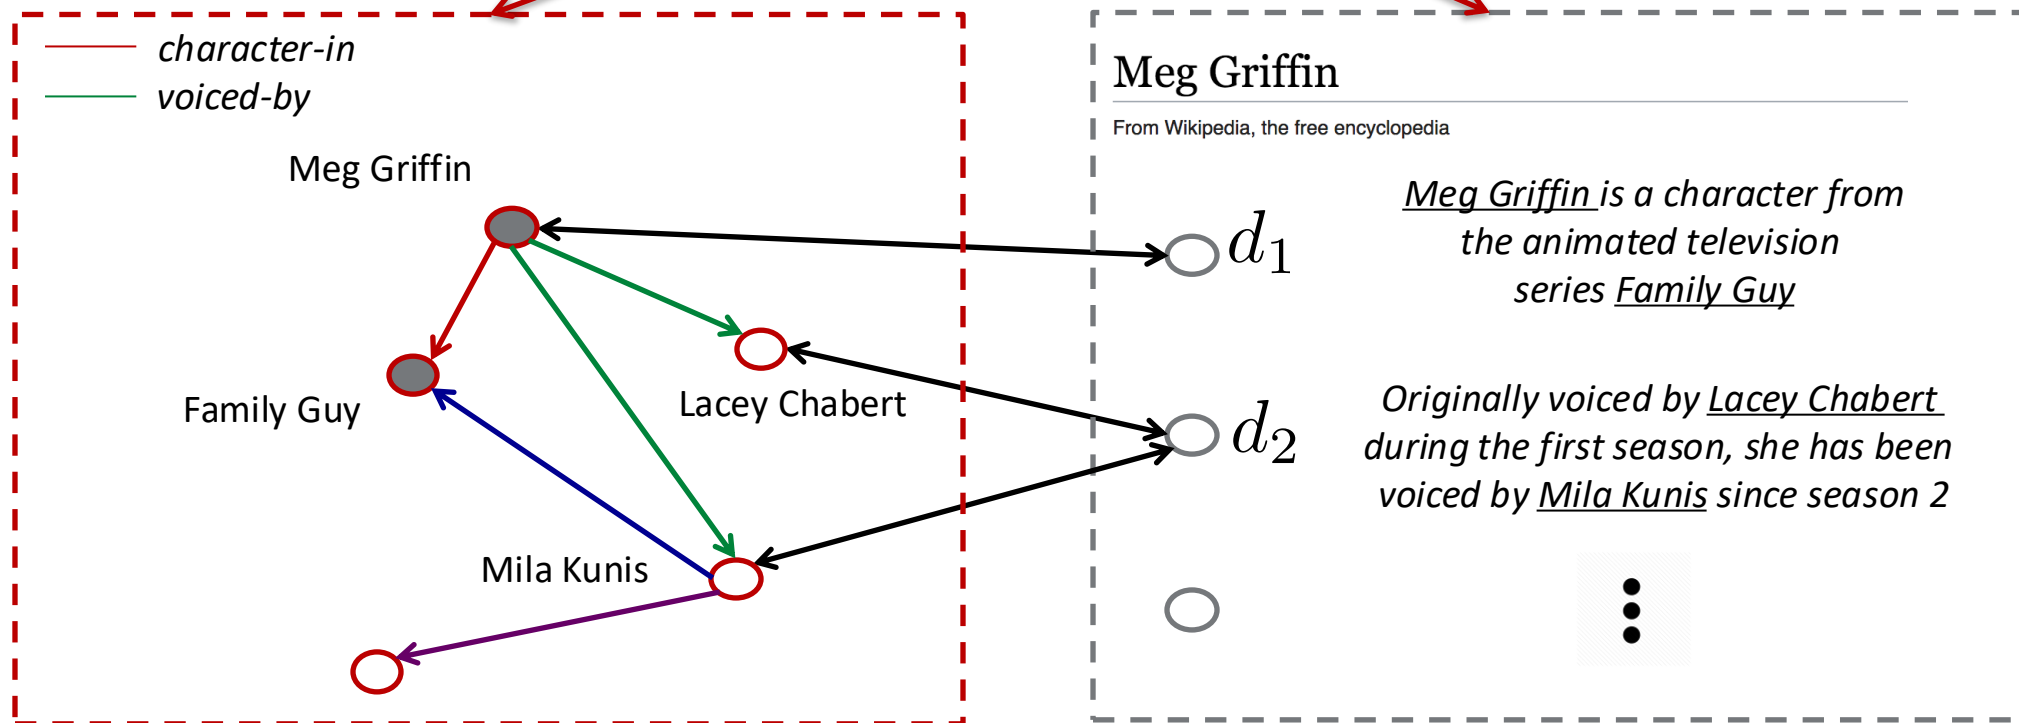 character-in
voiced-by
Meg Griffin
Family Guy
Lacey Chabert
Mila Kunis
Meg Griffin
From Wikipedia, the free encyclopedia
d1
Meg Griffin is a character from
the animated television
series Family Guy
d2
Originally voiced by Lacey Chabert
during the first season, she has been
voiced by Mila Kunis since season 2